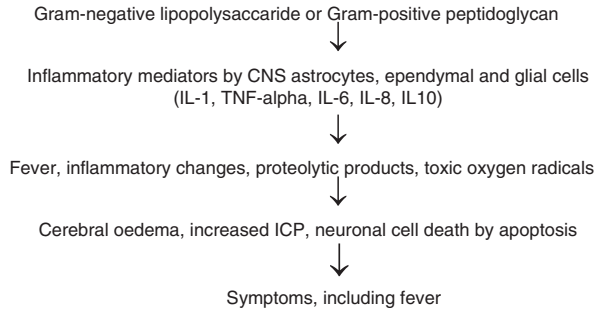 Gram-negative lipopolysaccaride or Gram-positive peptidoglycan
Inflammatory mediators by CNS astrocytes, ependymal and glial cells
(IL-1, TNF-alpha, IL-6, IL-8, IL10)
Fever, inflammatory changes, proteolytic products, toxic oxygen radicals
Cerebral oedema, increased ICP, neuronal cell death by apoptosis
Symptoms, including fever